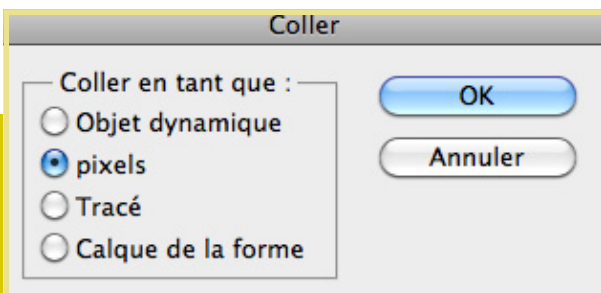 Coller
Coller en tant que :
Objet dynamique
pixels
Tracé
Calque de la forme
OK
Annuler